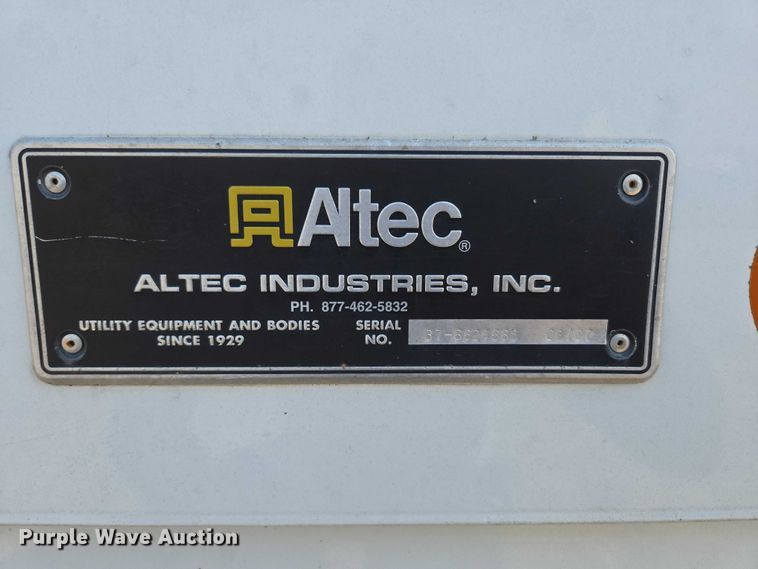 Altec®
ALTEC INDUSTRIES, INC.
PH. 877-462-5832
UTILITY EQUIPMENT AND BODIES
SINCE 1929
SERIAL
NO.
Purple Wave Auction